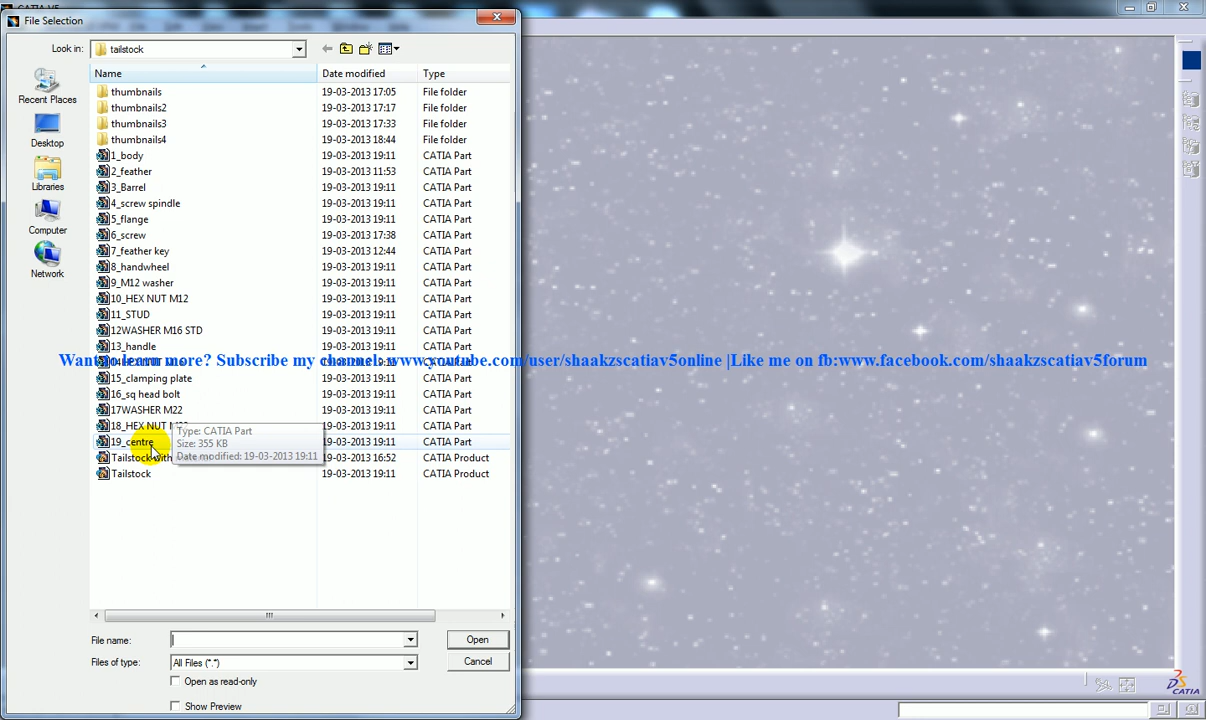 CATIA V5
File Selection
Look in: tailstock
Name Date modified Type
Recent Places
Desktop
Libraries
Computer
Network
thumbnails 19-03-2013 17:05 File folder
thumbnails2 19-03-2013 17:17 File folder
thumbnails3 19-03-2013 17:33 File folder
thumbnails4 19-03-2013 18:44 File folder
1_body 19-03-2013 19:11 CATIA Part
2_feather 19-03-2013 11:53 CATIA Part
3_Barrel 19-03-2013 19:11 CATIA Part
4_screw spindle 19-03-2013 19:11 CATIA Part
5_flange 19-03-2013 19:11 CATIA Part
6_screw 19-03-2013 17:38 CATIA Part
7_feather key 19-03-2013 12:44 CATIA Part
8_handwheel 19-03-2013 19:11 CATIA Part
9_M12 washer 19-03-2013 19:11 CATIA Part
10_HEX NUT M12 19-03-2013 19:11 CATIA Part
11_STUD 19-03-2013 19:11 CATIA Part
12WASHER M16 STD 19-03-2013 19:11 CATIA Part
13_handle 19-03-2013 19:11 CATIA Part
Want to learn more? Subscribe my channel: www.youtube.com/user/shaakzscatiav5online |Like me on fb:www.facebook.com/shaakzscatiav5forum
15_clamping plate 19-03-2013 19:11 CATIA Part
16_sq head bolt 19-03-2013 19:11 CATIA Part
17WASHER M22 19-03-2013 19:11 CATIA Part
18_HEX NUT 19-03-2013 19:11 CATIA Part
19_centre 19-03-2013 19:11 CATIA Part
Type: CATIA Part
Size: 355 KB
Date modified: 19-03-2013 19:11
Tailstock with 19-03-2013 16:52 CATIA Product
Tailstock 19-03-2013 19:11 CATIA Product
File name: Open
Files of type: All Files (*.*) Cancel
Open as read-only
Show Preview
CATIA